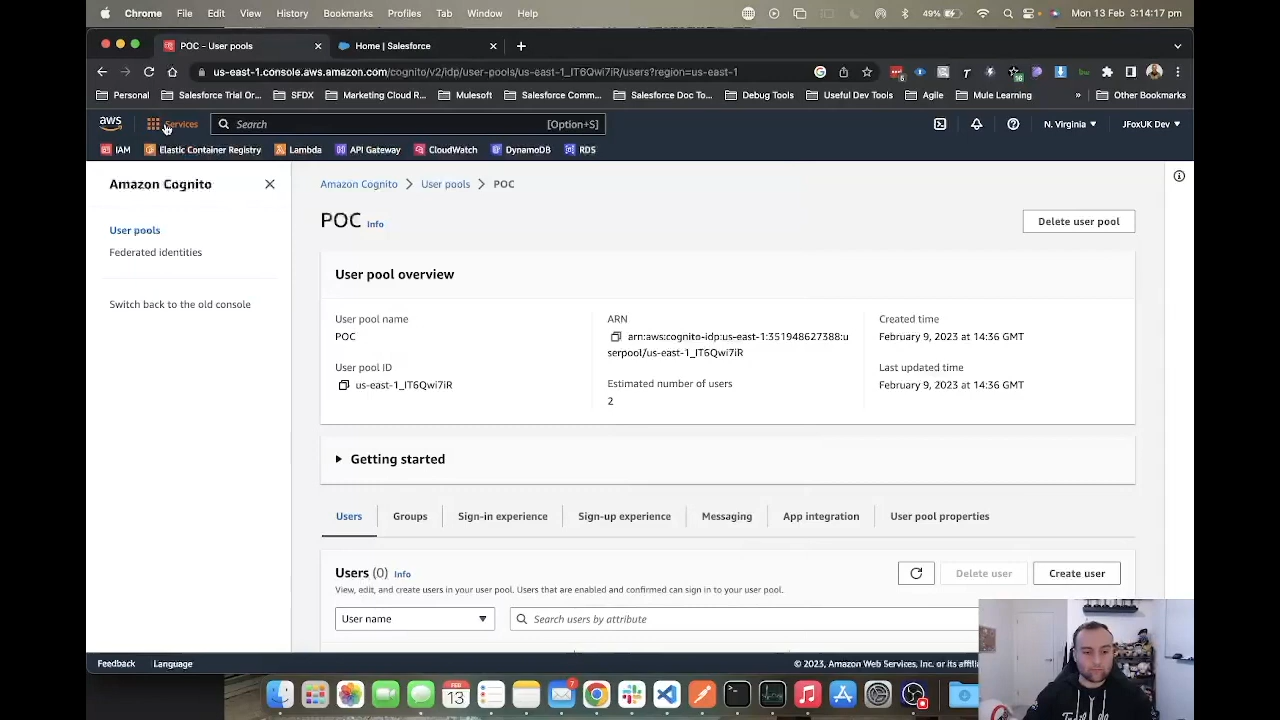 Chrome File Edit View History Bookmarks Profiles Tab Window Help 49% Mon 13 Feb 3:14:17 pm
POC - User pools Home | Salesforce
us-east-1.console.aws.amazon.com/cognito/v2/idp/user-pools/us-east-1_IT6Qwi7iR/users?region=us-east-1
Personal Salesforce Trial Or... SFDX Marketing Cloud R... Mulesoft Salesforce Comm... Salesforce Doc To... Debug Tools Useful Dev Tools Agile Mule Learning » Other Bookmarks
aws Services Search [Option+S] N. Virginia JFoxUK Dev
IAM Elastic Container Registry Lambda API Gateway CloudWatch DynamoDB RDS
Amazon Cognito
User pools
Federated identities
Switch back to the old console
Amazon Cognito User pools POC
POC Info
Delete user pool
User pool overview
User pool name
POC
User pool ID
us-east-1_IT6Qwi7iR
ARN
arn:aws:cognito-idp:us-east-1:351948627388:u
serpool/us-east-1_IT6Qwi7iR
Estimated number of users
2
Created time
February 9, 2023 at 14:36 GMT
Last updated time
February 9, 2023 at 14:36 GMT
Getting started
Users Groups Sign-in experience Sign-up experience Messaging App integration User pool properties
Users (0) Info
Delete user Create user
View, edit, and create users in your user pool. Users that are enabled and confirmed can sign in to your user pool.
User name Search users by attribute
Feedback Language © 2023, Amazon Web Services, Inc. or its affili
FEB
13
7